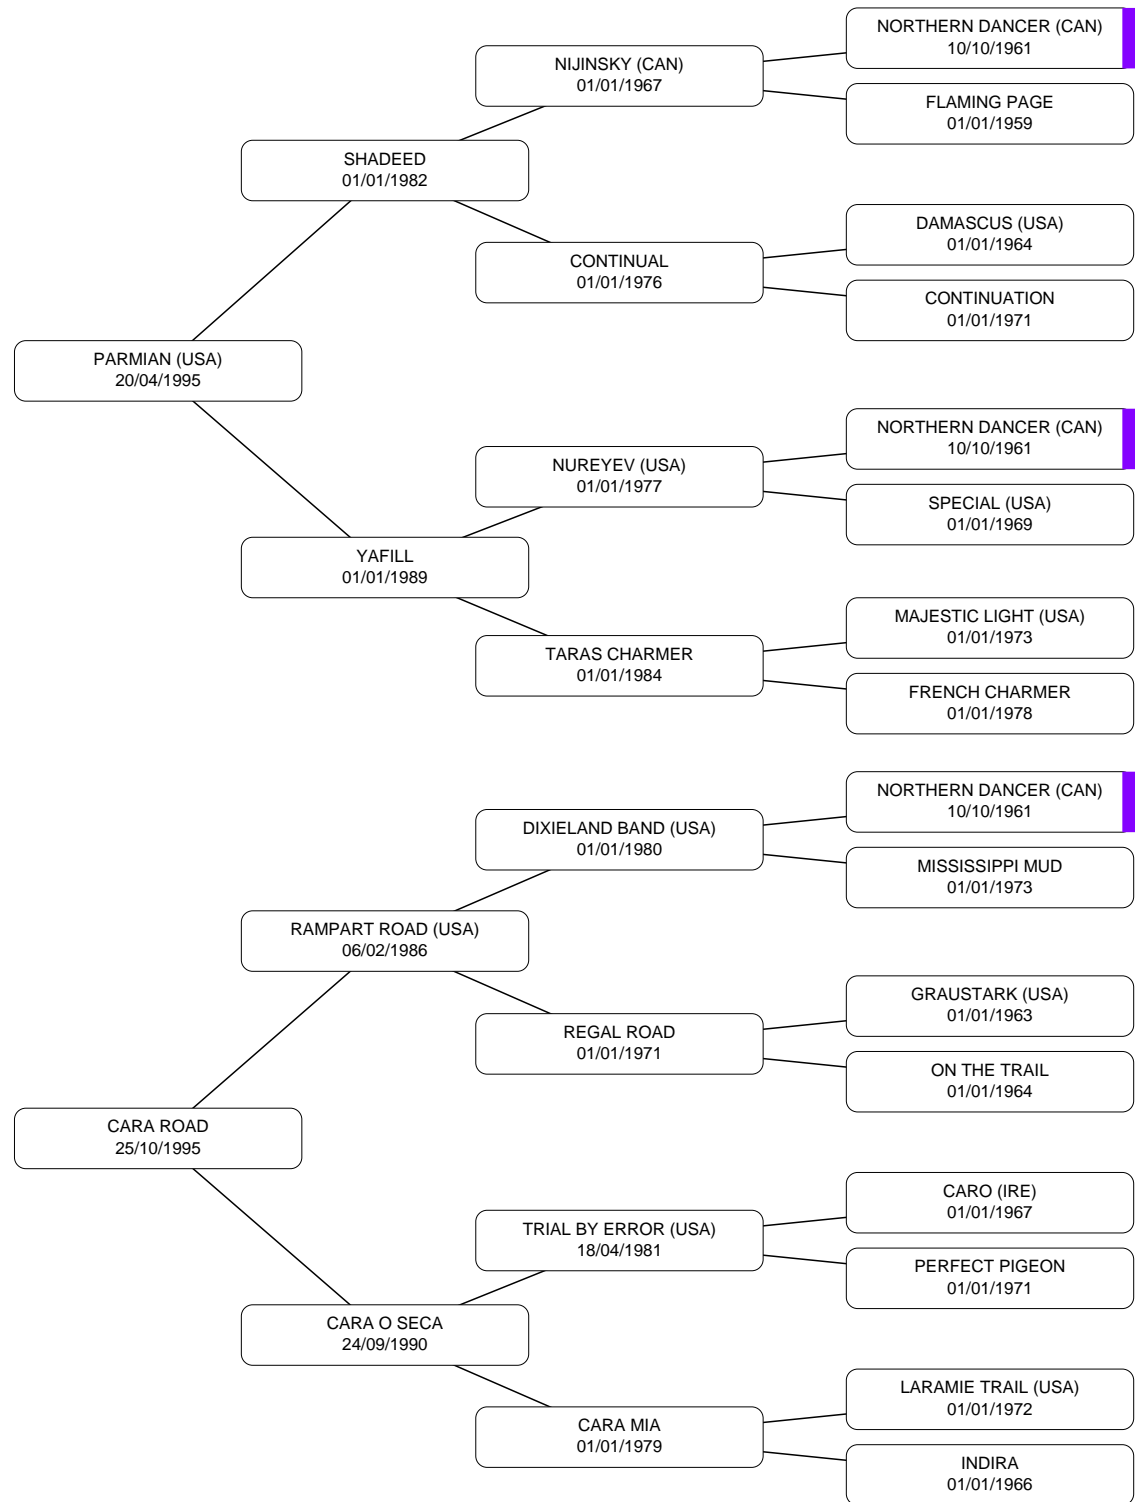 NORTHERN DANCER (CAN)
10/10/1961
NIJINSKY (CAN)
01/01/1967
FLAMING PAGE
01/01/1959
SHADEED
01/01/1982
DAMASCUS (USA)
01/01/1964
CONTINUAL
01/01/1976
CONTINUATION
01/01/1971
PARMIAN (USA)
20/04/1995
NORTHERN DANCER (CAN)
10/10/1961
NUREYEV (USA)
01/01/1977
SPECIAL (USA)
01/01/1969
YAFILL
01/01/1989
MAJESTIC LIGHT (USA)
01/01/1973
TARAS CHARMER
01/01/1984
FRENCH CHARMER
01/01/1978
NORTHERN DANCER (CAN)
10/10/1961
DIXIELAND BAND (USA)
01/01/1980
MISSISSIPPI MUD
01/01/1973
RAMPART ROAD (USA)
06/02/1986
GRAUSTARK (USA)
01/01/1963
REGAL ROAD
01/01/1971
ON THE TRAIL
01/01/1964
CARA ROAD
25/10/1995
CARO (IRE)
01/01/1967
TRIAL BY ERROR (USA)
18/04/1981
PERFECT PIGEON
01/01/1971
CARA O SECA
24/09/1990
LARAMIE TRAIL (USA)
01/01/1972
CARA MIA
01/01/1979
INDIRA
01/01/1966